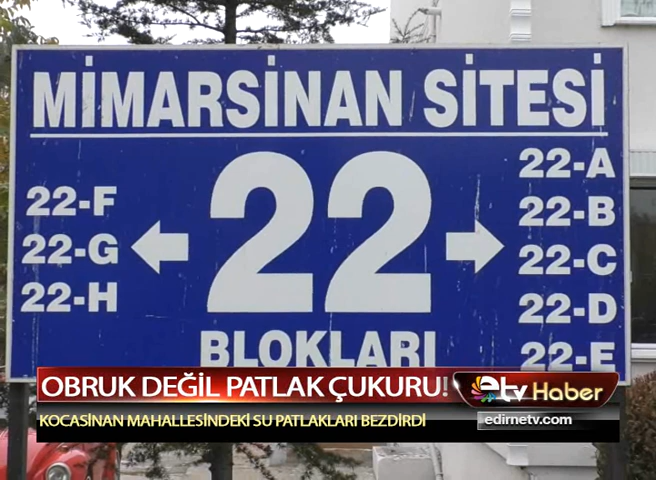 MİMARSİNAN SİTESİ
22-F
22-G
22-H
22
BLOKLARI
22-A
22-B
22-C
22-D
22-E
OBRUK DEĞİL PATLAK ÇUKURU!
etv Haber
KOCASİNAN MAHALLESİNDEKİ SU PATLAKLARI BEZDİRDİ
edirnetv.com